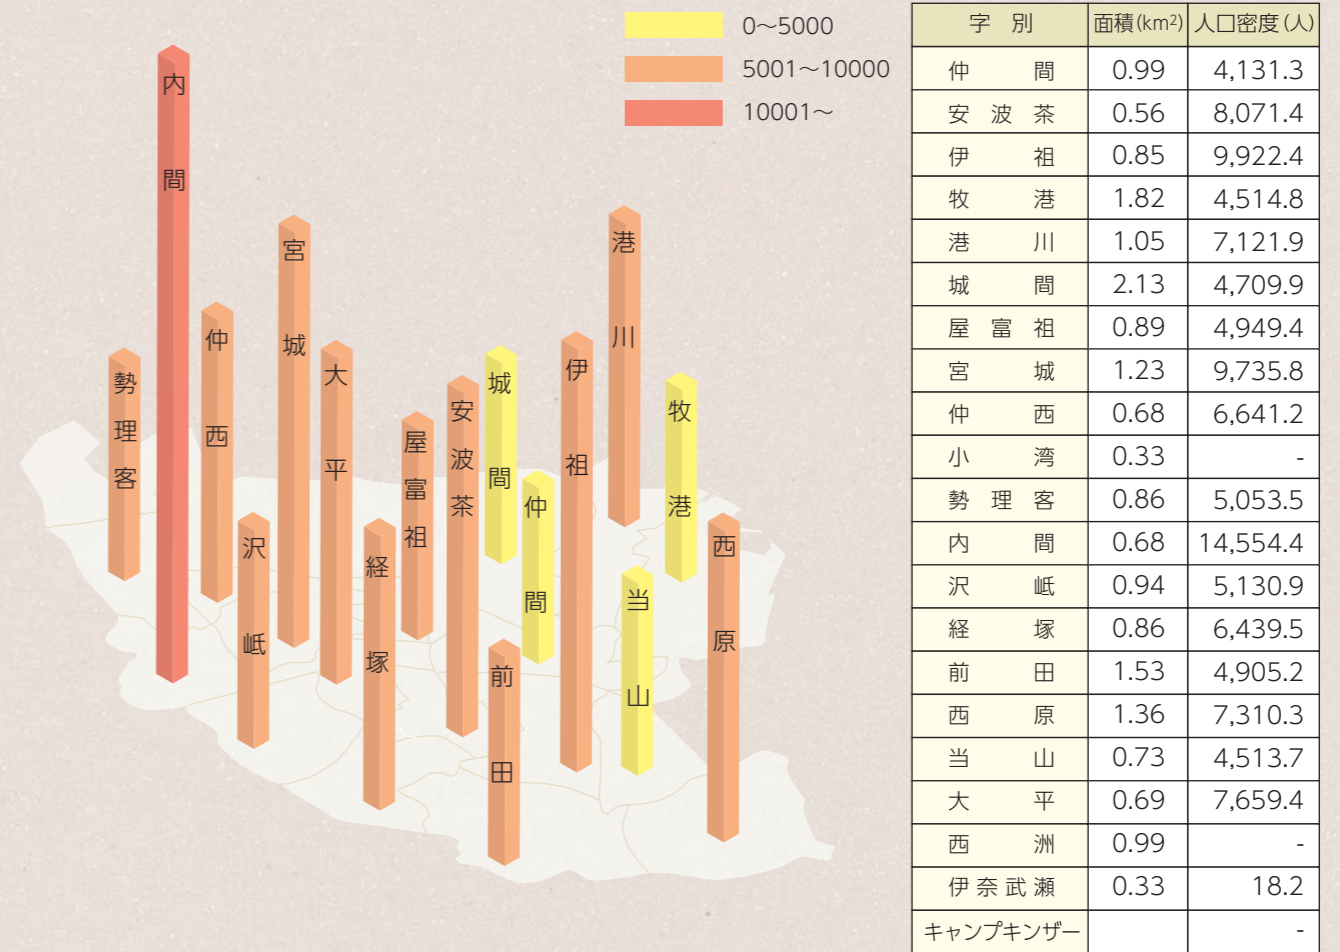 0～5000
5001～10000
10001～
内間
宮城
港川
仲西
勢理客
大平
伊祖
城間
牧港
安波茶
屋富祖
仲間
沢岻
経塚
西原
当山
前田
字別 面積(km²) 人口密度(人)
仲間 0.99 4,131.3
安波茶 0.56 8,071.4
伊祖 0.85 9,922.4
牧港 1.82 4,514.8
港川 1.05 7,121.9
城間 2.13 4,709.9
屋富祖 0.89 4,949.4
宮城 1.23 9,735.8
仲西 0.68 6,641.2
小湾 0.33 -
勢理客 0.86 5,053.5
内間 0.68 14,554.4
沢岻 0.94 5,130.9
経塚 0.86 6,439.5
前田 1.53 4,905.2
西原 1.36 7,310.3
当山 0.73 4,513.7
大平 0.69 7,659.4
西洲 0.99 -
伊奈武瀬 0.33 18.2
キャンプキンザー -